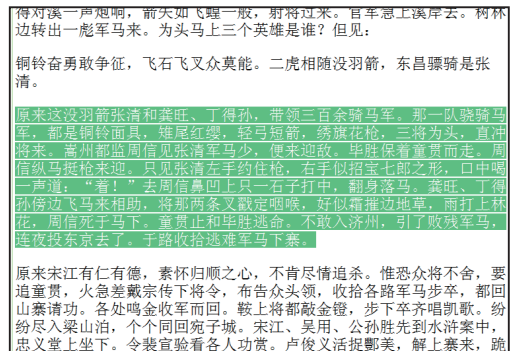 得对溪一声炮响，箭矢如飞蝗一般，射将过来。官军急上溪岸去。树林
边转出一彪军马来。为头马上三个英雄是谁？但见：
铜铃奋勇敢争征，飞石飞叉众莫能。二虎相随没羽箭，东昌骠骑是张
清。
原来这没羽箭张清和龚旺、丁得孙，带领三百余骑马军。那一队骁骑马
军，都是铜铃面具，雉尾红缨，轻弓短箭，绣旗花枪，三将为头，直冲
将来。嵩州都监周信见张清军马少，便来迎敌。毕胜保着童贯而走。周
信纵马挺枪来迎。只见张清左手约住枪，右手似招宝七郎之形，口中喝
一声道：“着！”去周信鼻凹上只一石子打中，翻身落马。龚旺、丁得
孙傍边飞马来相助，将那两条叉戳定咽喉，好似霜摧边地草，雨打上林
花，周信死于马下。童贯止和毕胜逃命。不敢入济州，引了败残军马，
连夜投东京去了。于路收拾逃难军马下寨。
原来宋江有仁有德，素怀归顺之心，不肯尽情追杀。惟恐众将不舍，要
追童贯，火急差戴宗传下将令，布告众头领，收拾各路军马步卒，都回
山寨请功。各处鸣金收军而回。鞍上将都敲金镫，步下卒齐唱凯歌。纷
纷尽入梁山泊，个个同回宛子城。宋江、吴用、公孙胜先到水浒寨中，
忠义堂上坐下。令裴宣验看各人功赏。卢俊义活捉酆美，解上寨来，跪